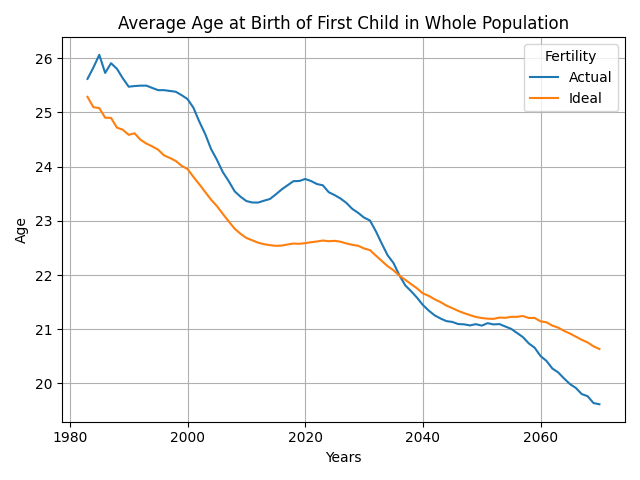 Average Age at Birth of First Child in Whole Population
Fertility
Actual
Ideal
Age
26
25
24
23
22
21
20
1980
2000
2020
2040
2060
Years